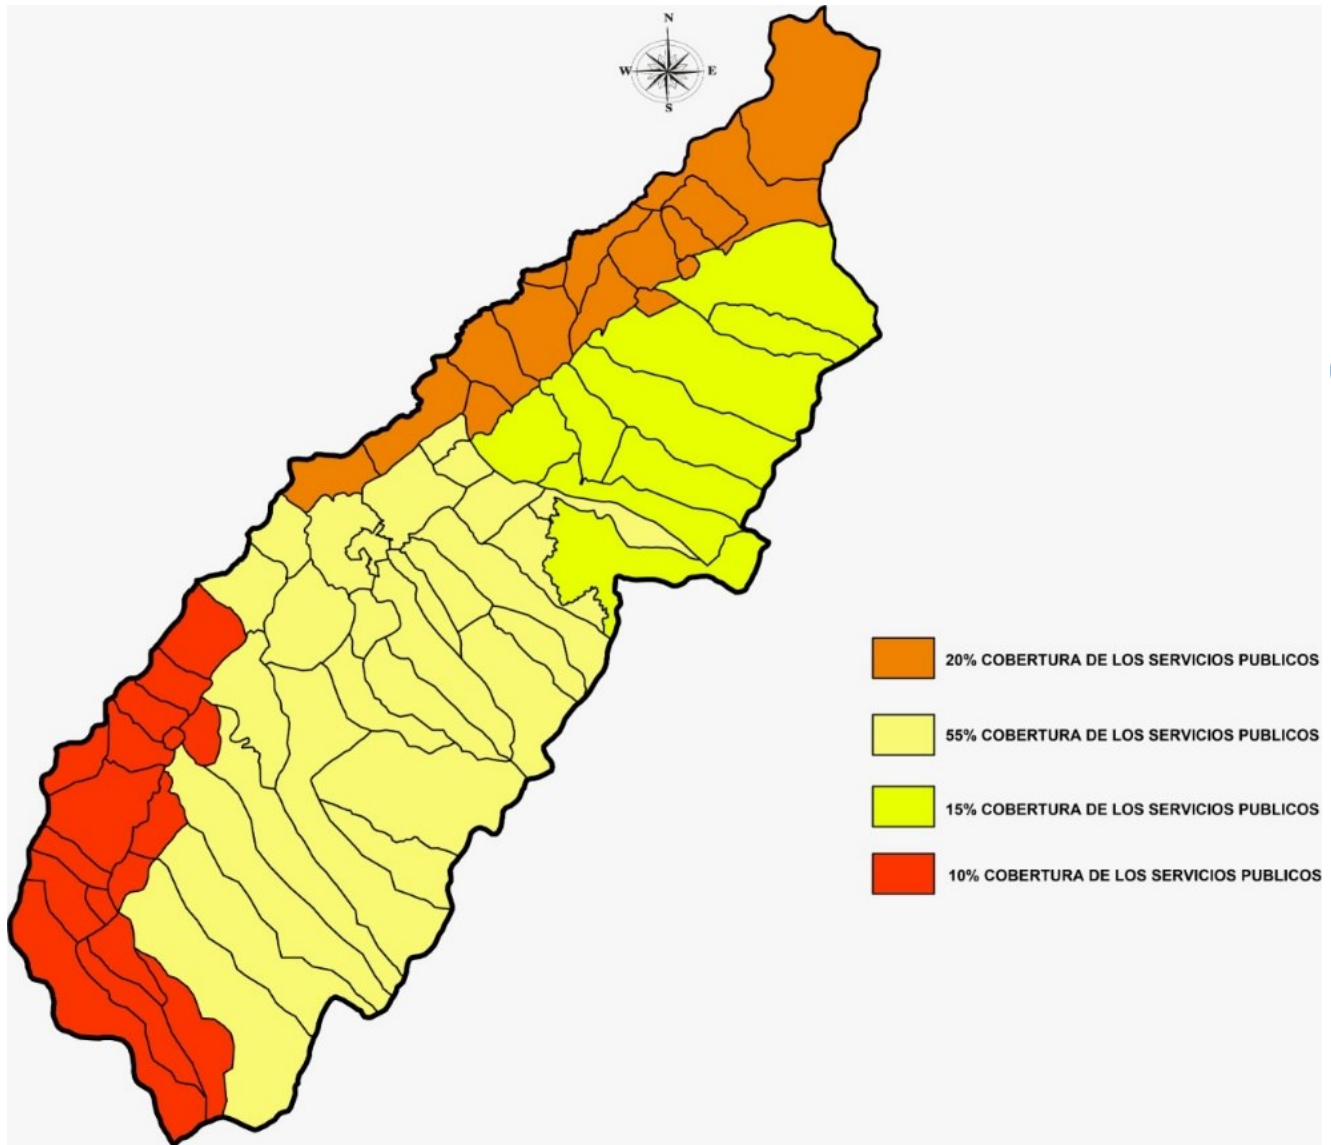 N
W E
S
20% COBERTURA DE LOS SERVICIOS PUBLICOS
55% COBERTURA DE LOS SERVICIOS PUBLICOS
15% COBERTURA DE LOS SERVICIOS PUBLICOS
10% COBERTURA DE LOS SERVICIOS PUBLICOS